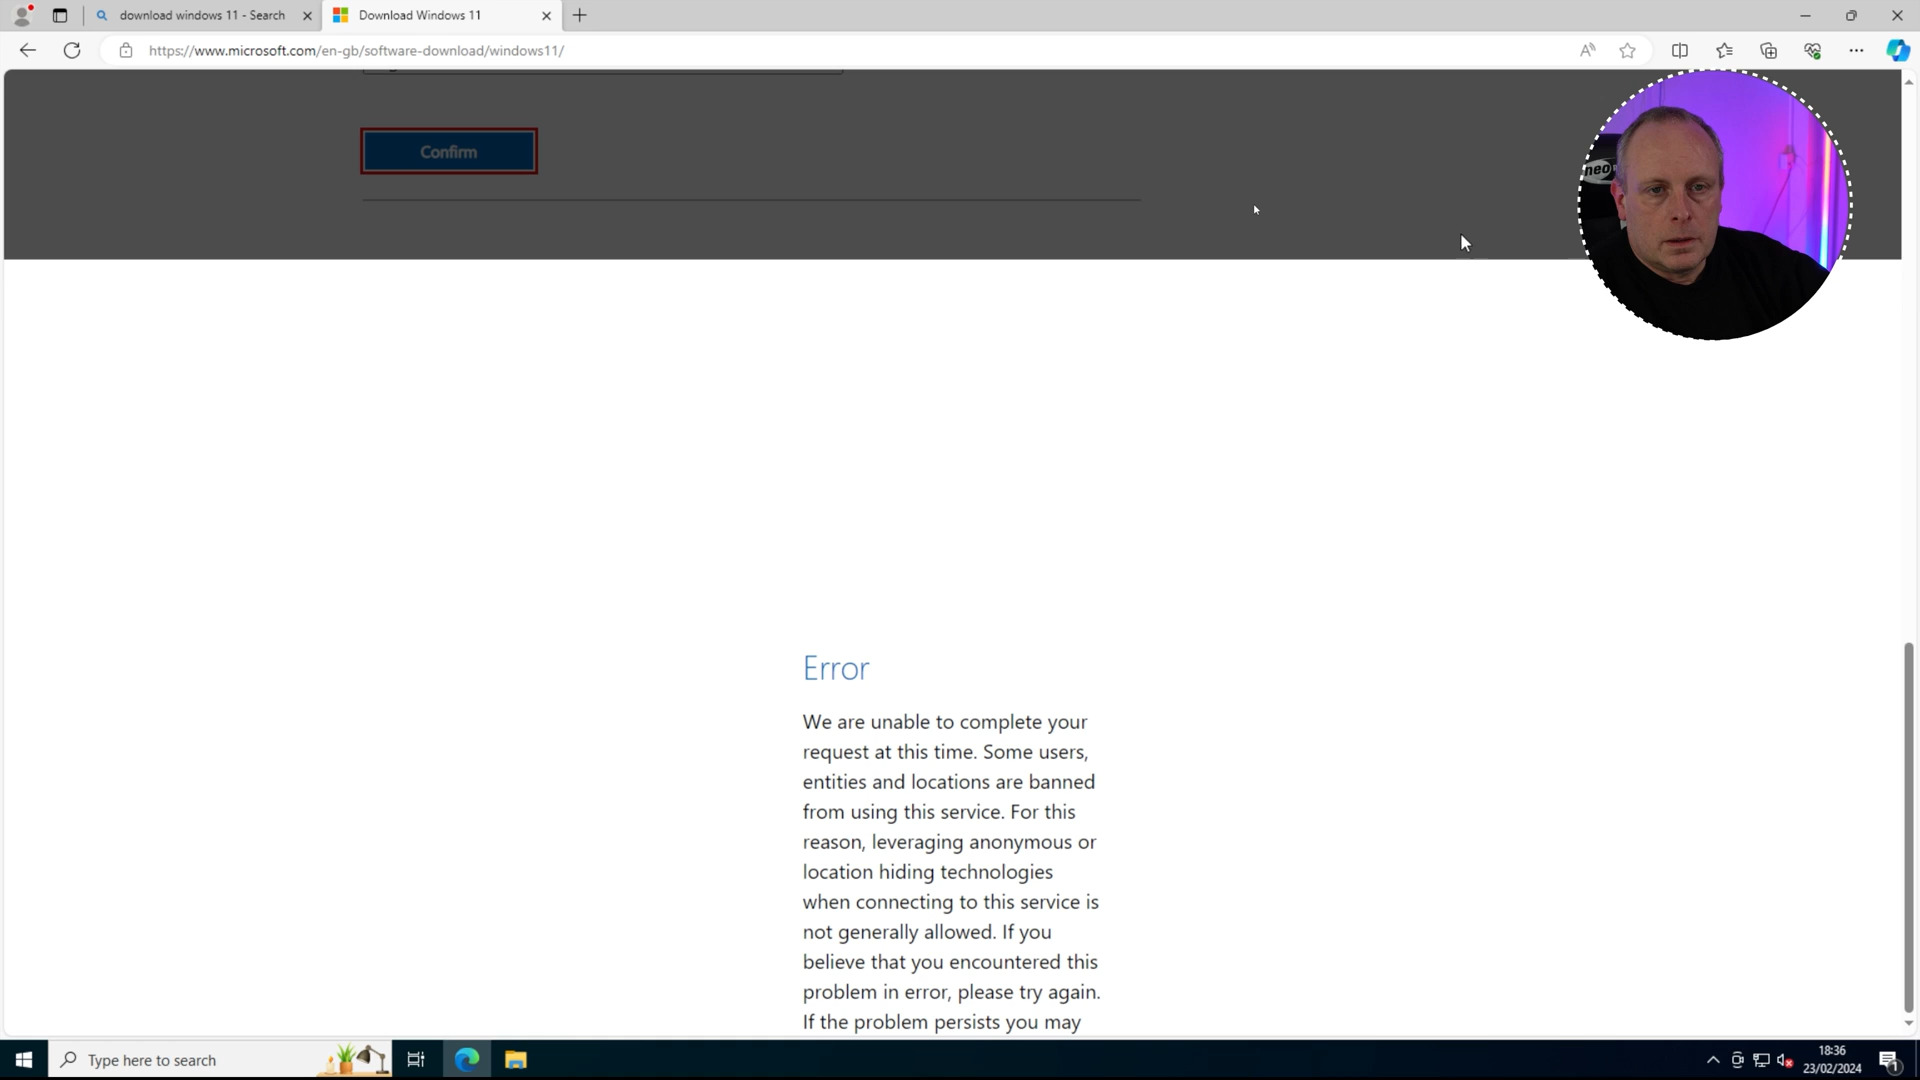 download windows 11 - Search
Download Windows 11
https://www.microsoft.com/en-gb/software-download/windows11/
Confirm
neo
Error
We are unable to complete your
request at this time. Some users,
entities and locations are banned
from using this service. For this
reason, leveraging anonymous or
location hiding technologies
when connecting to this service is
not generally allowed. If you
believe that you encountered this
problem in error, please try again.
If the problem persists you may
Type here to search
18:36
23/02/2024
1